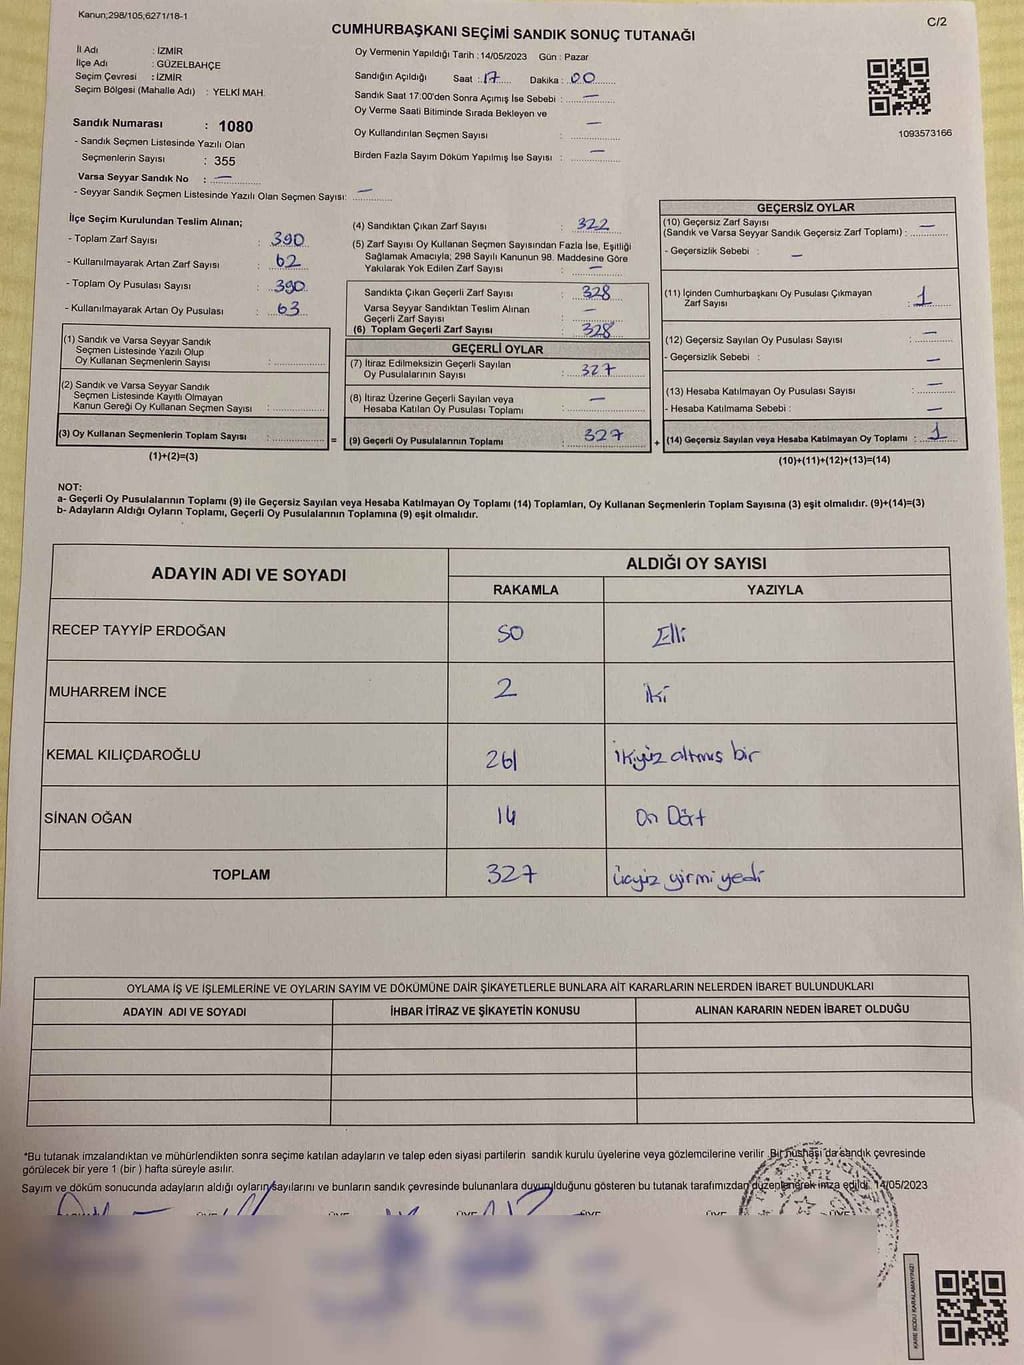 Kanun;298/105,6271/18-1
C/2
CUMHURBAŞKANI SEÇİMİ SANDIK SONUÇ TUTANAĞI
İl Adı : İZMİR
İlçe Adı : GÜZELBAHÇE
Seçim Çevresi : İZMİR
Seçim Bölgesi (Mahalle Adı) : YELKİ MAH.
Sandık Numarası : 1080
- Sandık Seçmen Listesinde Yazılı Olan
Seçmenlerin Sayısı : 355
Varsa Seyyar Sandık No : —
- Seyyar Sandık Seçmen Listesinde Yazılı Olan Seçmen Sayısı: —
Oy Vermenin Yapıldığı Tarih : 14/05/2023 Gün : Pazar
Sandığın Açıldığı Saat : 17 Dakika : 00
Sandık Saat 17:00'den Sonra Açımış İse Sebebi : —
Oy Verme Saati Bitiminde Sırada Bekleyen ve
Oy Kullandırılan Seçmen Sayısı : —
Birden Fazla Sayım Döküm Yapılmış İse Sayısı : —
1093573166
İlçe Seçim Kurulundan Teslim Alınan;
- Toplam Zarf Sayısı : 390
- Kullanılmayarak Artan Zarf Sayısı : 62
- Toplam Oy Pusulası Sayısı : 390
- Kullanılmayarak Artan Oy Pusulası : 63
(1) Sandık ve Varsa Seyyar Sandık
Seçmen Listesinde Yazılı Olup
Oy Kullanan Seçmenlerin Sayısı :
(2) Sandık ve Varsa Seyyar Sandık
Seçmen Listesinde Kayıtlı Olmayan
Kanun Gereği Oy Kullanan Seçmen Sayısı :
(3) Oy Kullanan Seçmenlerin Toplam Sayısı : =
(1)+(2)=(3)
(4) Sandıktan Çıkan Zarf Sayısı : 322
(5) Zarf Sayısı Oy Kullanan Seçmen Sayısından Fazla İse, Eşitliği
Sağlamak Amacıyla; 298 Sayılı Kanunun 98. Maddesine Göre
Yakılarak Yok Edilen Zarf Sayısı : —
Sandıkta Çıkan Geçerli Zarf Sayısı : 328
Varsa Seyyar Sandıktan Teslim Alınan
Geçerli Zarf Sayısı : —
(6) Toplam Geçerli Zarf Sayısı : 328
GEÇERLİ OYLAR
(7) İtiraz Edilmeksizin Geçerli Sayılan
Oy Pusulalarının Sayısı : 327
(8) İtiraz Üzerine Geçerli Sayılan veya
Hesaba Katılan Oy Pusulası Toplamı : —
(9) Geçerli Oy Pusulalarının Toplamı : 327 +
GEÇERSİZ OYLAR
(10) Geçersiz Zarf Sayısı
(Sandık ve Varsa Seyyar Sandık Geçersiz Zarf Toplamı) : —
- Geçersizlik Sebebi : —
(11) İçinden Cumhurbaşkanı Oy Pusulası Çıkmayan
Zarf Sayısı : 1
(12) Geçersiz Sayılan Oy Pusulası Sayısı : —
- Geçersizlik Sebebi : —
(13) Hesaba Katılmayan Oy Pusulası Sayısı : —
- Hesaba Katılmama Sebebi : —
(14) Geçersiz Sayılan veya Hesaba Katılmayan Oy Toplamı : 1
(10)+(11)+(12)+(13)=(14)
NOT:
a- Geçerli Oy Pusulalarının Toplamı (9) ile Geçersiz Sayılan veya Hesaba Katılmayan Oy Toplamı (14) Toplamları, Oy Kullanan Seçmenlerin Toplam Sayısına (3) eşit olmalıdır. (9)+(14)=(3)
b- Adayların Aldığı Oyların Toplamı, Geçerli Oy Pusulalarının Toplamına (9) eşit olmalıdır.
ADAYIN ADI VE SOYADI
ALDIĞI OY SAYISI
RAKAMLA YAZIYLA
RECEP TAYYİP ERDOĞAN 50 Elli
MUHARREM İNCE 2 iki
KEMAL KILIÇDAROĞLU 261 ikiyüz altmış bir
SİNAN OĞAN 14 On Dört
TOPLAM 327 üçyüz yirmi yedi
OYLAMA İŞ VE İŞLEMLERİNE VE OYLARIN SAYIM VE DÖKÜMÜNE DAİR ŞİKAYETLERLE BUNLARA AİT KARARLARIN NELERDEN İBARET BULUNDUKLARI
ADAYIN ADI VE SOYADI İHBAR İTİRAZ VE ŞİKAYETİN KONUSU ALINAN KARARIN NEDEN İBARET OLDUĞU
*Bu tutanak imzalandıktan ve mühürlendikten sonra seçime katılan adayların ve talep eden siyasi partilerin sandık kurulu üyelerine veya gözlemcilerine verilir .Bir nüshası da sandık çevresinde
görülecek bir yere 1 (bir ) hafta süreyle asılır.
Sayım ve döküm sonucunda adayların aldığı oyların sayılarını ve bunların sandık çevresinde bulunanlara duyurulduğunu gösteren bu tutanak tarafımızdan düzenlenerek imza edildi. 14/05/2023
KARE KODU KARALAMAYINIZ!